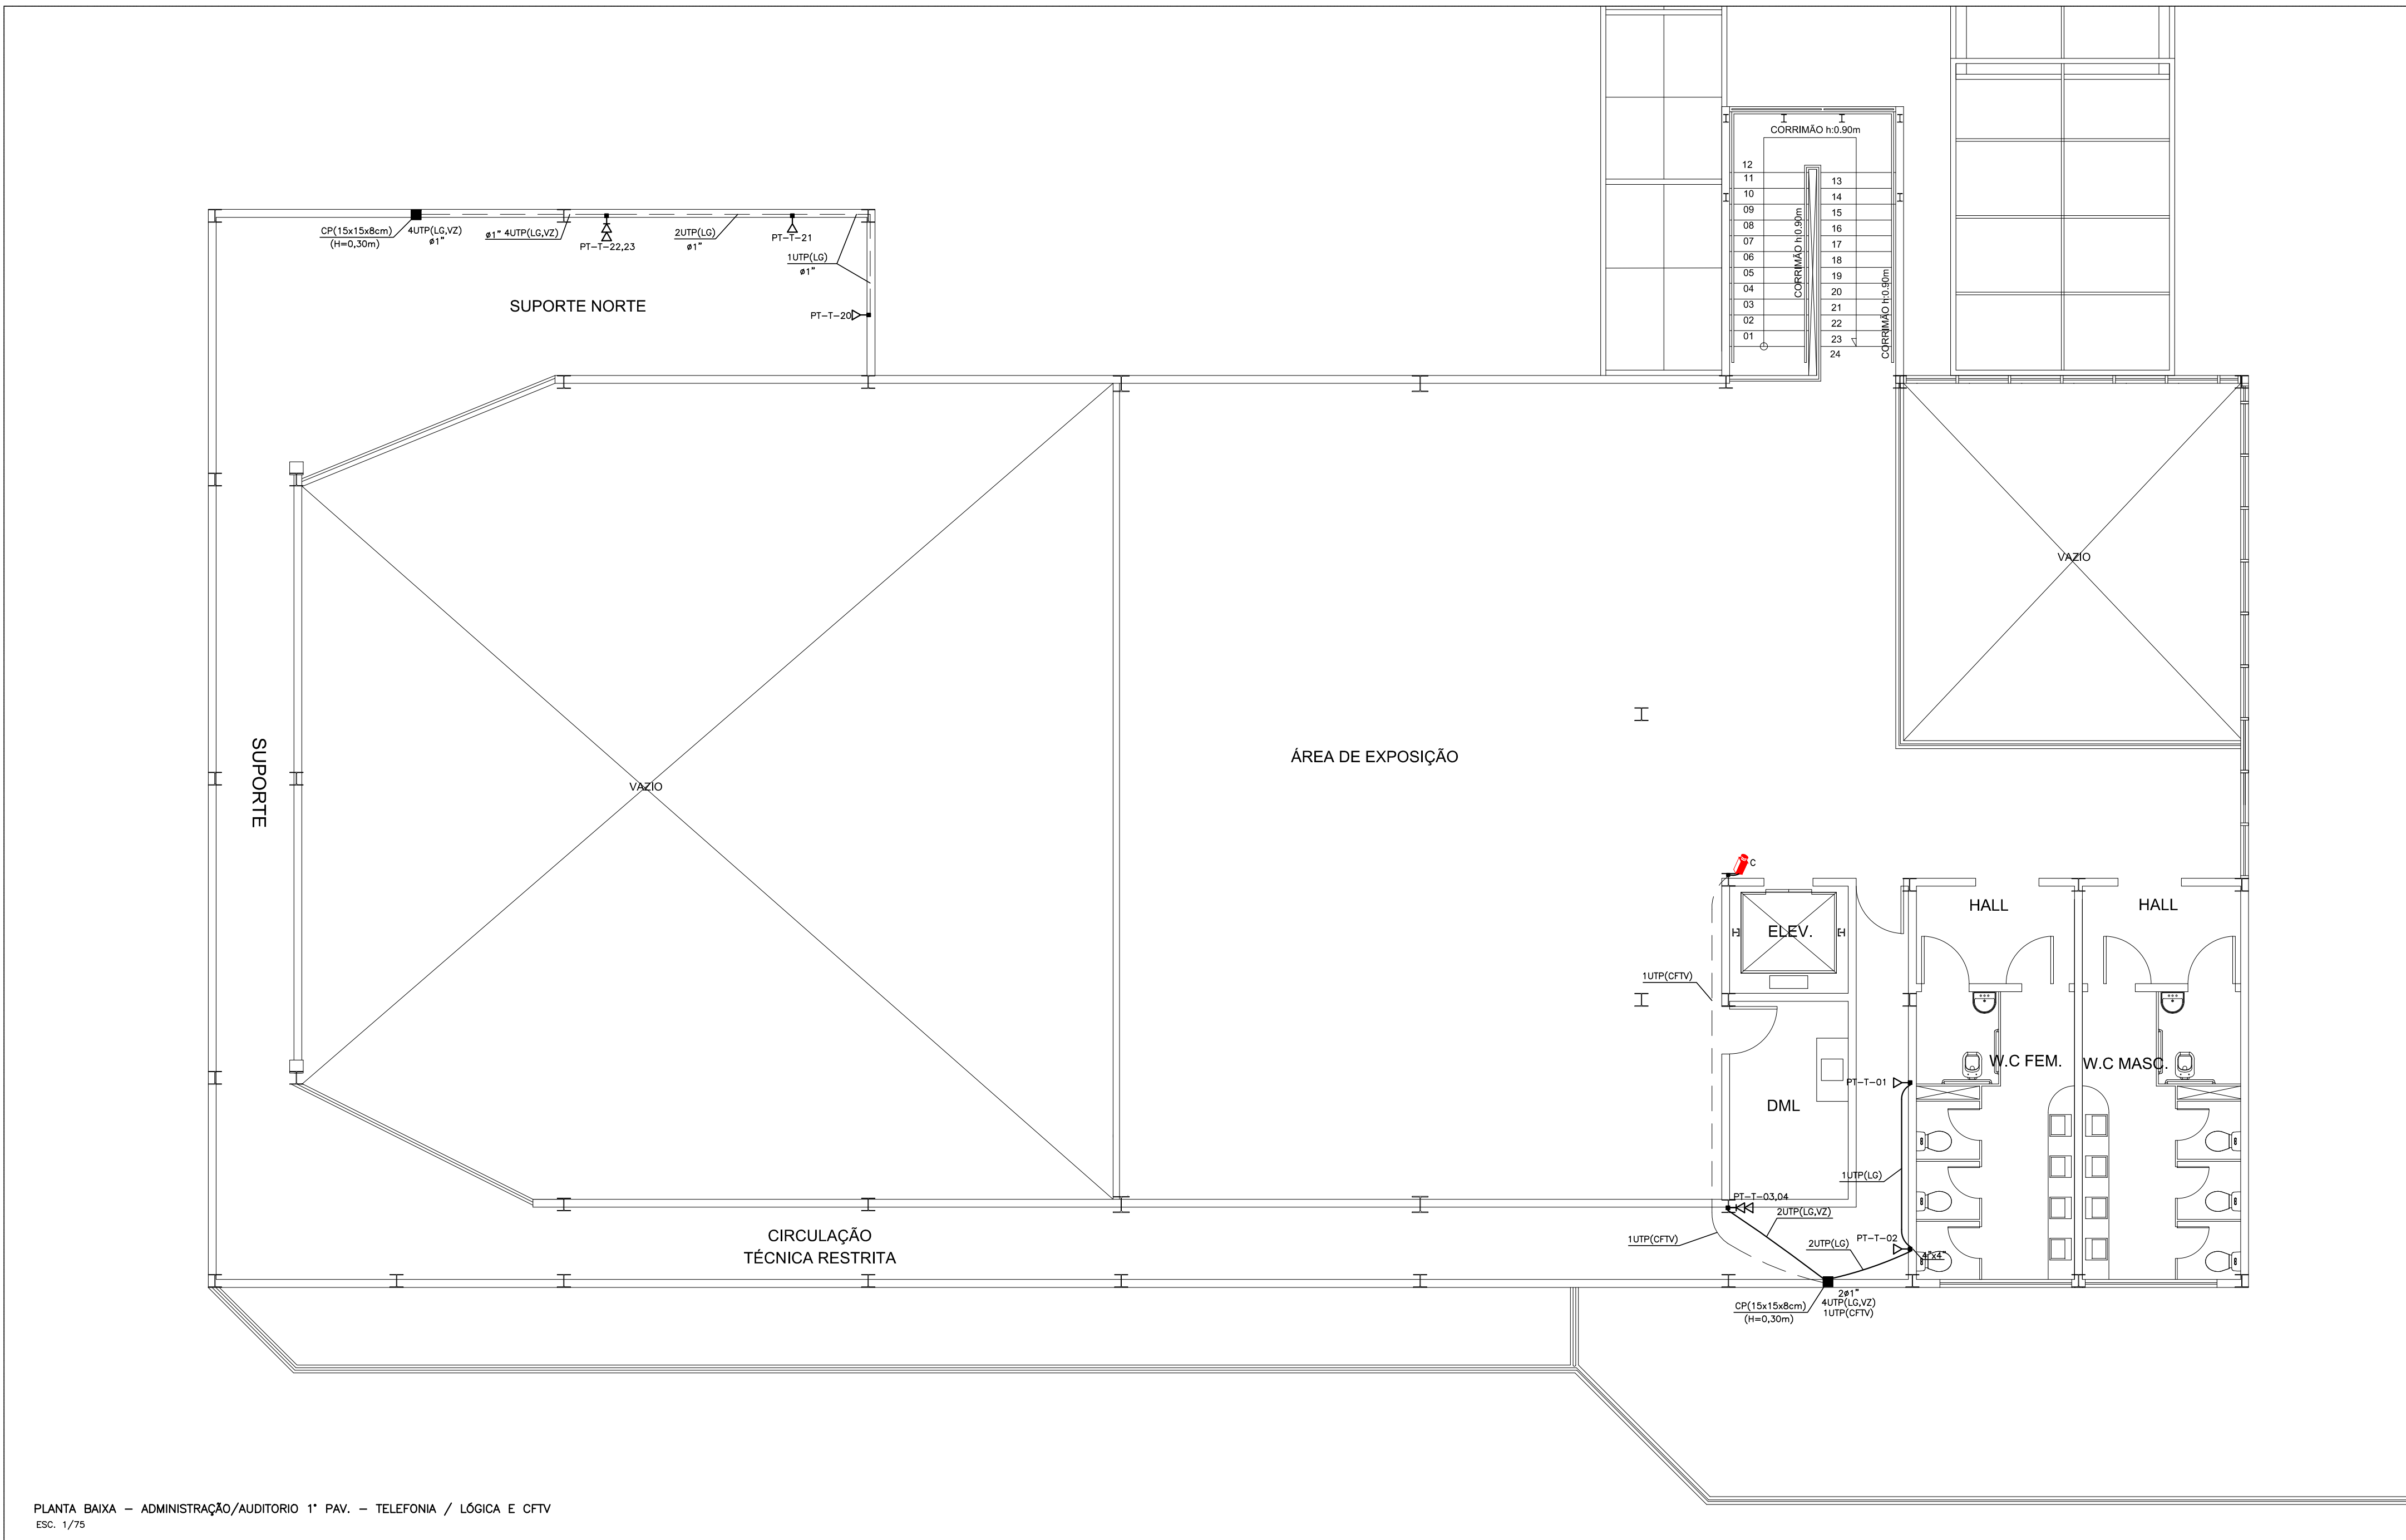 CORRIMÃO h:0.90m
12
11
10
09
08
07
06
05
04
03
02
01
CORRIMÃO h:0.90m
13
14
15
16
17
18
19
20
21
22
23
24
CORRIMÃO h:0.90m
CP(15x15x8cm)
(H=0,30m)
4UTP(LG,VZ)
ø1"
ø1" 4UTP(LG,VZ)
PT-T-22,23
2UTP(LG)
ø1"
PT-T-21
1UTP(LG)
ø1"
PT-T-20
SUPORTE NORTE
VAZIO
SUPORTE
VAZIO
ÁREA DE EXPOSIÇÃO
C
ELEV.
HALL
HALL
1UTP(CFTV)
W.C FEM.
W.C MASC.
PT-T-01
DML
1UTP(LG)
PT-T-03,04
2UTP(LG,VZ)
1UTP(CFTV)
2UTP(LG)
PT-T-02
4"x4"
CIRCULAÇÃO
TÉCNICA RESTRITA
CP(15x15x8cm)
(H=0,30m)
2ø1"
4UTP(LG,VZ)
1UTP(CFTV)
PLANTA BAIXA - ADMINISTRAÇÃO/AUDITORIO 1° PAV. - TELEFONIA / LÓGICA E CFTV
ESC. 1/75